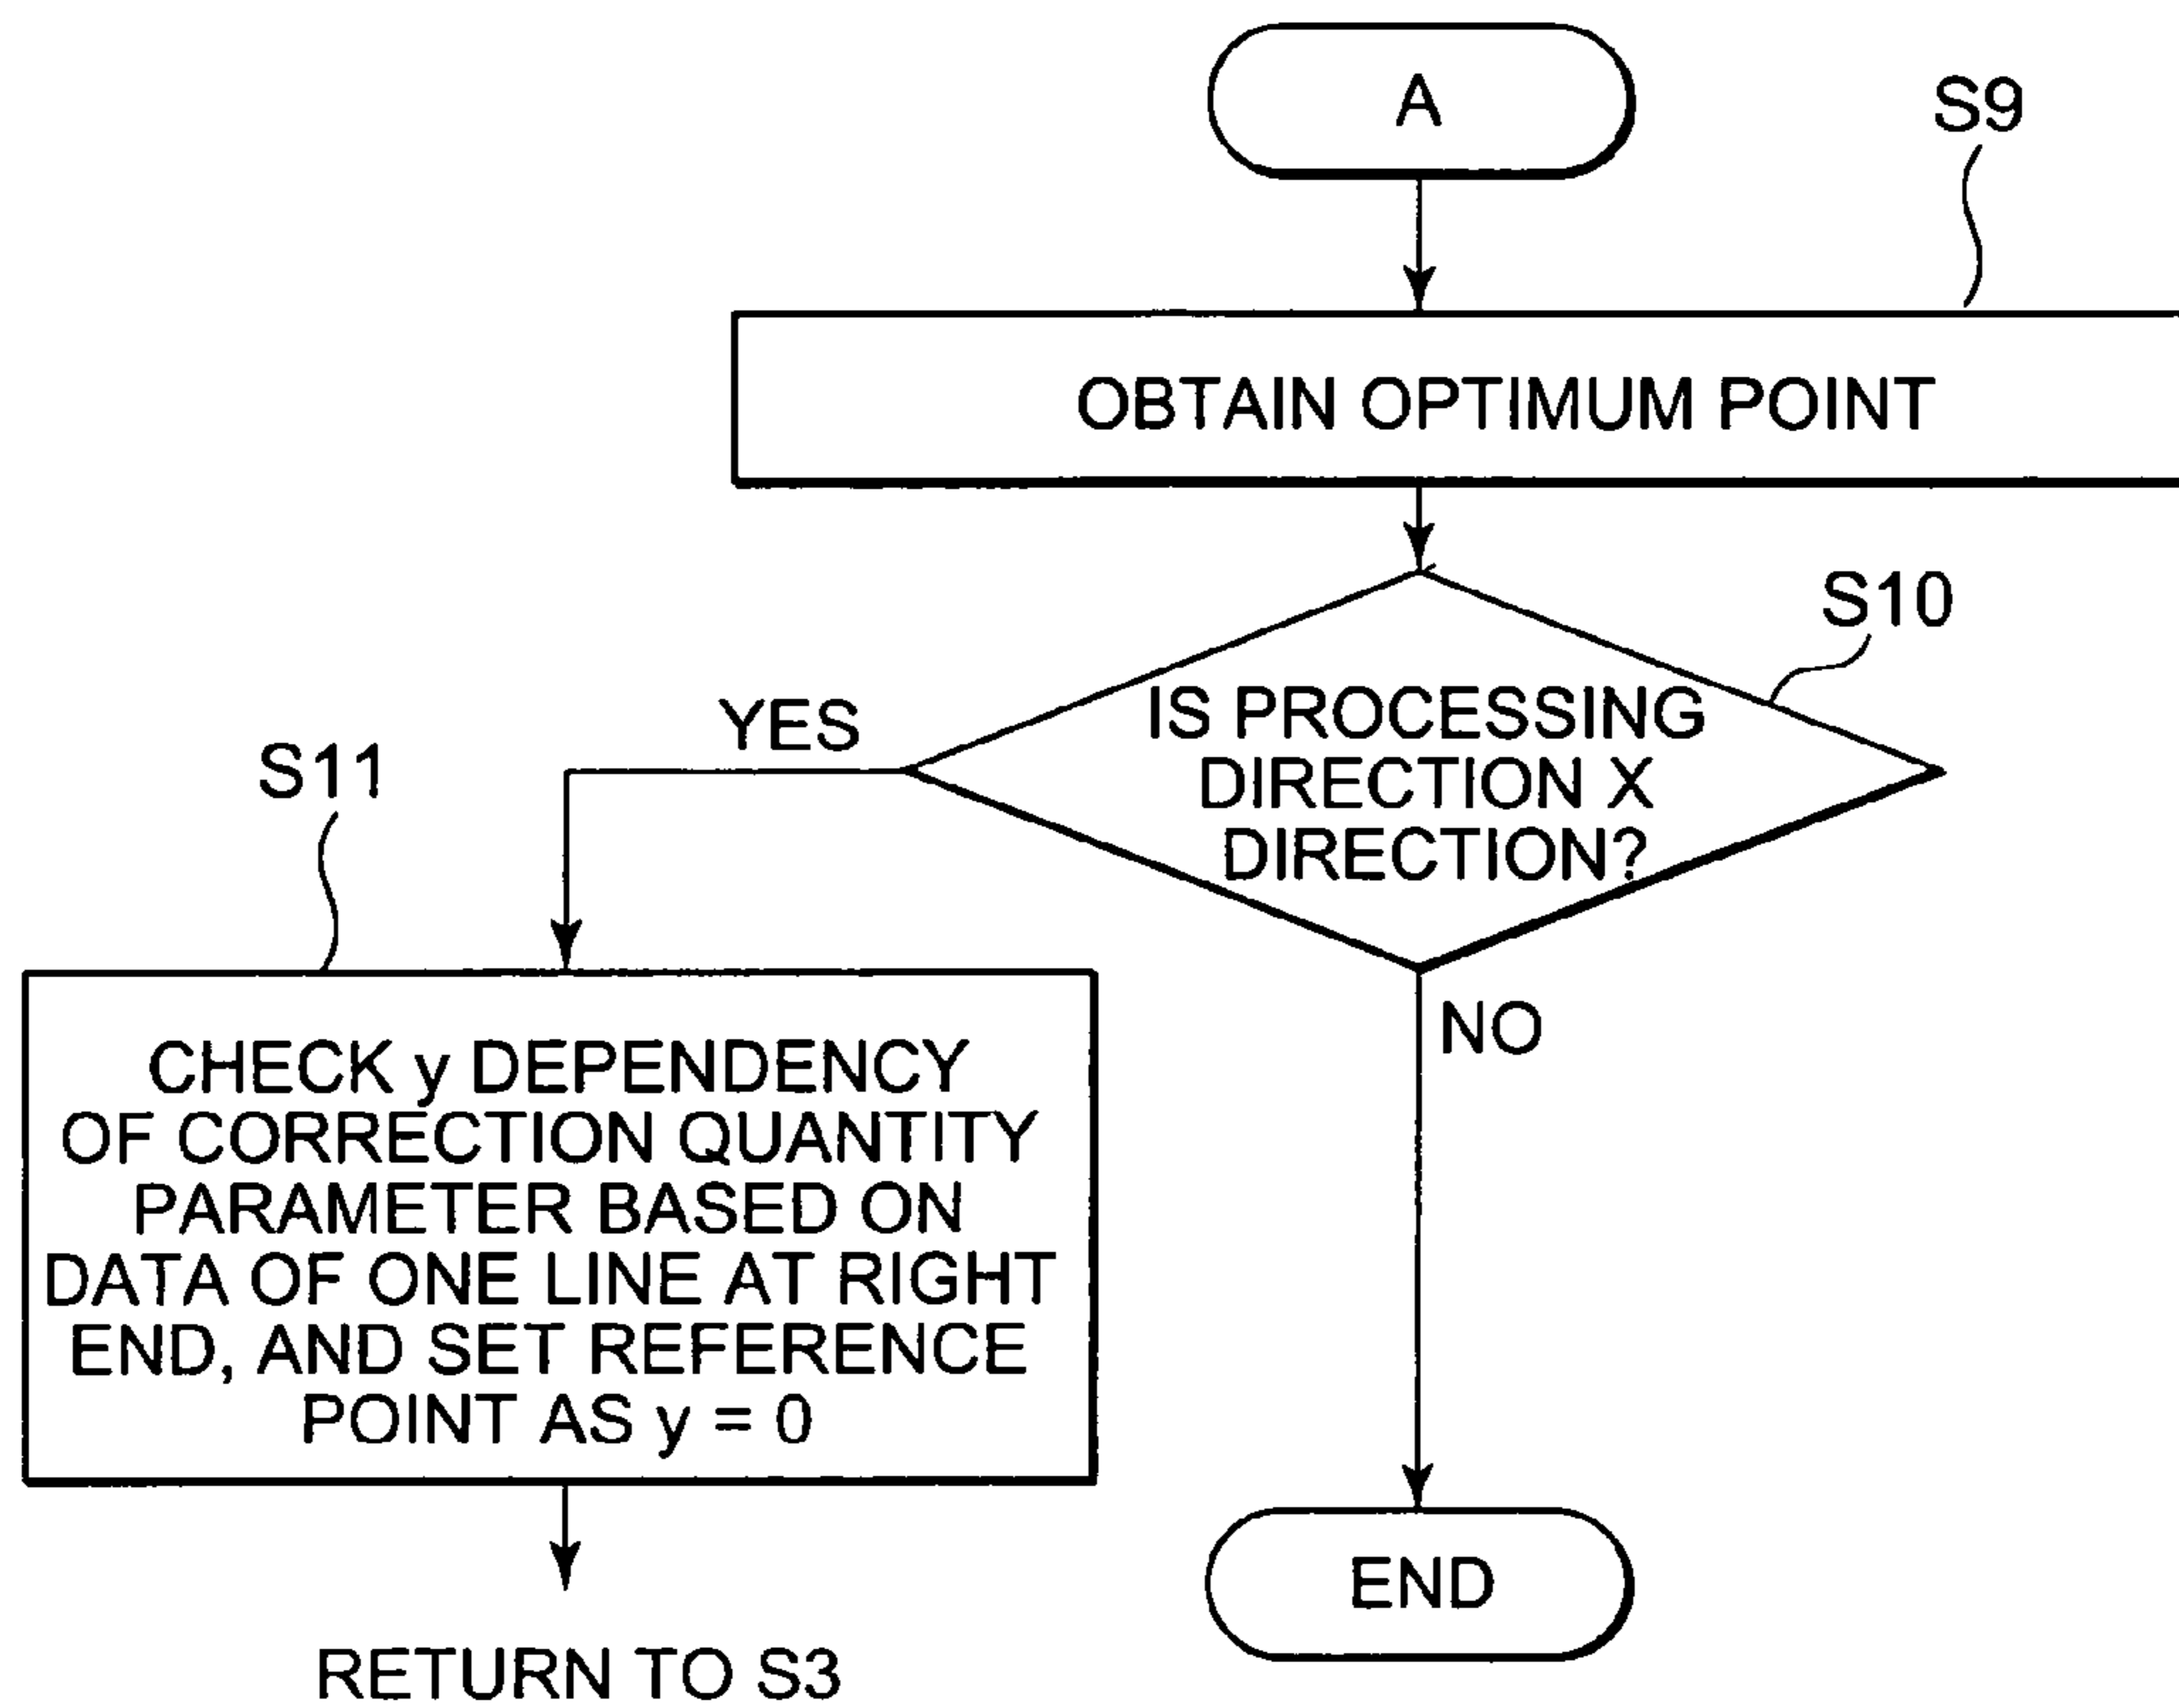 A
S9
OBTAIN OPTIMUM POINT
S10
IS PROCESSING
DIRECTION X
DIRECTION?
YES
S11
NO
CHECK y DEPENDENCY
OF CORRECTION QUANTITY
PARAMETER BASED ON
DATA OF ONE LINE AT RIGHT
END, AND SET REFERENCE
POINT AS y = 0
END
RETURN TO S3